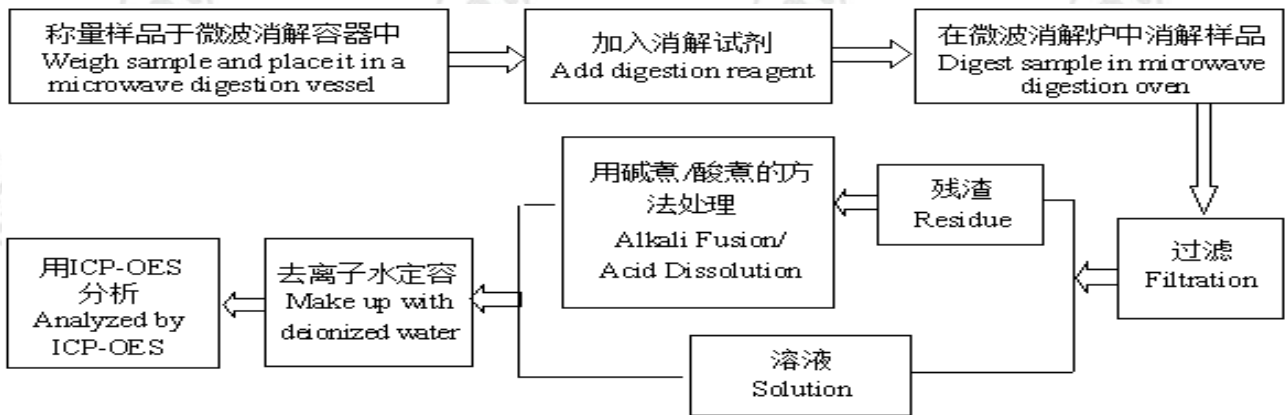 称量样品于微波消解容器中
Weigh sample and place it in a
microwave digestion vessel
加入消解试剂
Add digestion reagent
在微波消解炉中消解样品
Digest sample in microwave
digestion oven
过滤
Filtration
残渣
Residue
用碱煮/酸煮的方
法处理
Alkali Fusion/
Acid Dissolution
溶液
Solution
去离子水定容
Make up with
deionized water
用ICP-OES
分析
Analyzed by
ICP-OES